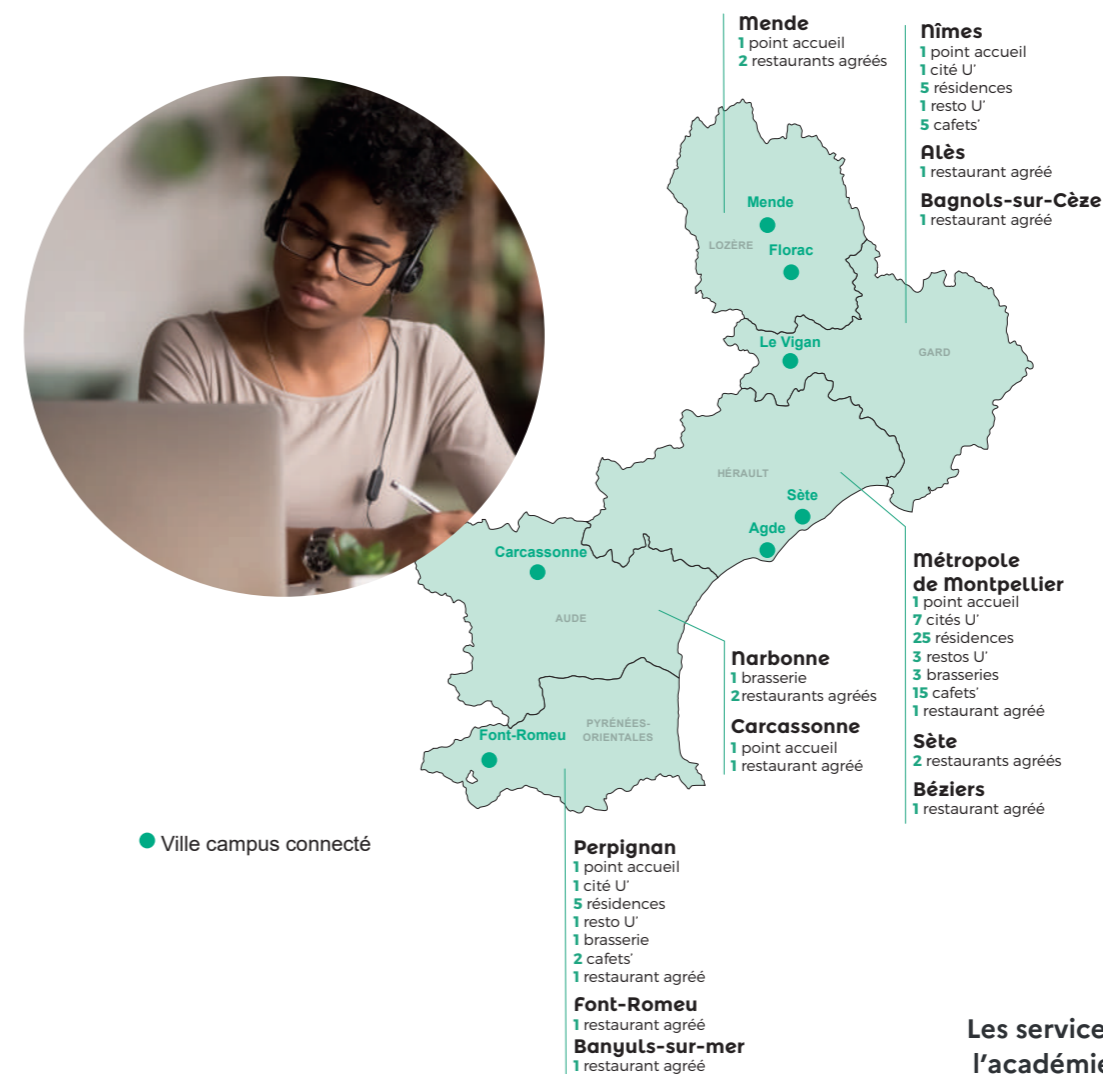 Mende
1 point accueil
2 restaurants agréés
Nîmes
1 point accueil
1 cité U'
5 résidences
1 resto U'
5 cafets'
Alès
1 restaurant agréé
Bagnols-sur-Cèze
1 restaurant agréé
Mende
LOZÈRE
Florac
Le Vigan
GARD
HÉRAULT
Sète
Agde
Carcassonne
AUDE
PYRÉNÉES-
ORIENTALES
Font-Romeu
Métropole
de Montpellier
1 point accueil
7 cités U'
25 résidences
3 restos U'
3 brasseries
15 cafets'
1 restaurant agréé
Sète
2 restaurants agréés
Béziers
1 restaurant agréé
Narbonne
1 brasserie
2 restaurants agréés
Carcassonne
1 point accueil
1 restaurant agréé
Ville campus connecté
Perpignan
1 point accueil
1 cité U'
5 résidences
1 resto U'
1 brasserie
2 cafets'
1 restaurant agréé
Font-Romeu
1 restaurant agréé
Banyuls-sur-mer
1 restaurant agréé
Les service
l'académie